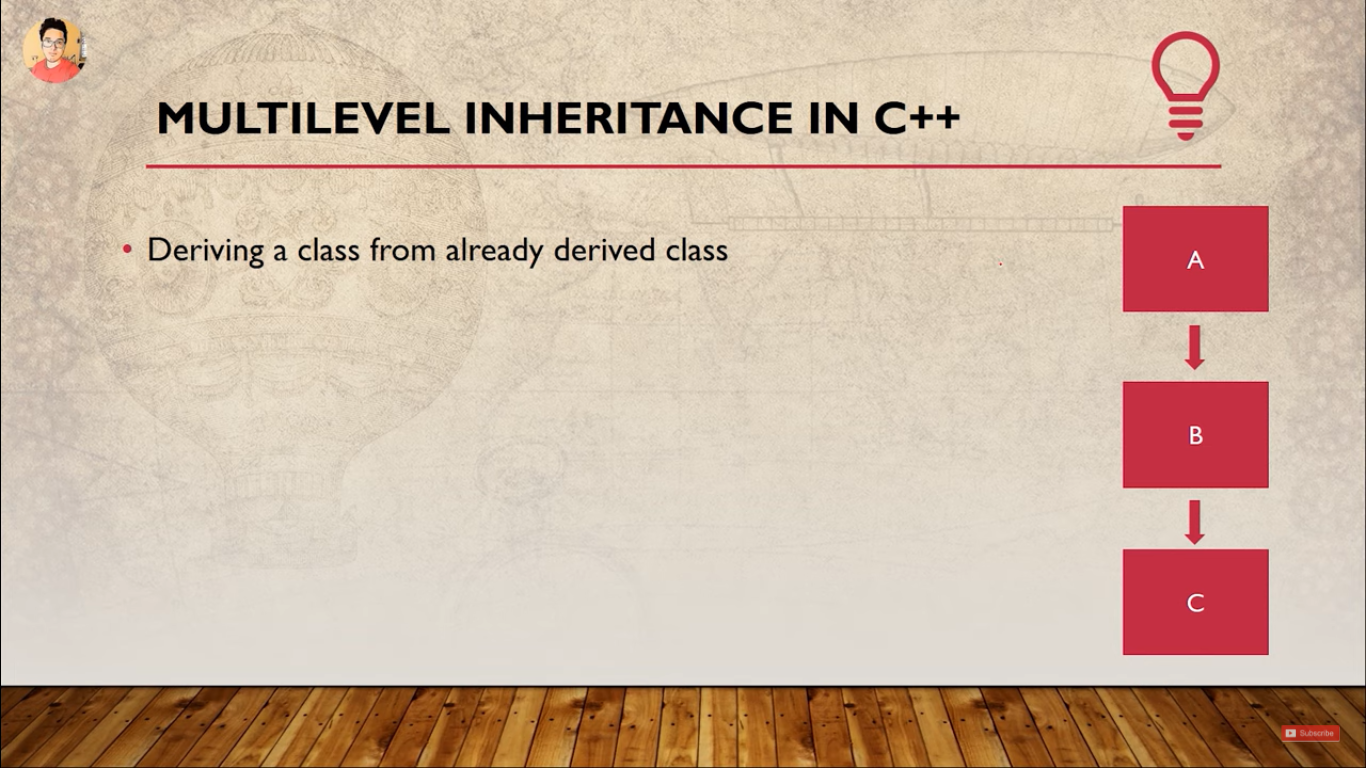 MULTILEVEL INHERITANCE IN C++
• Deriving a class from already derived class
A
B
C
Subscribe